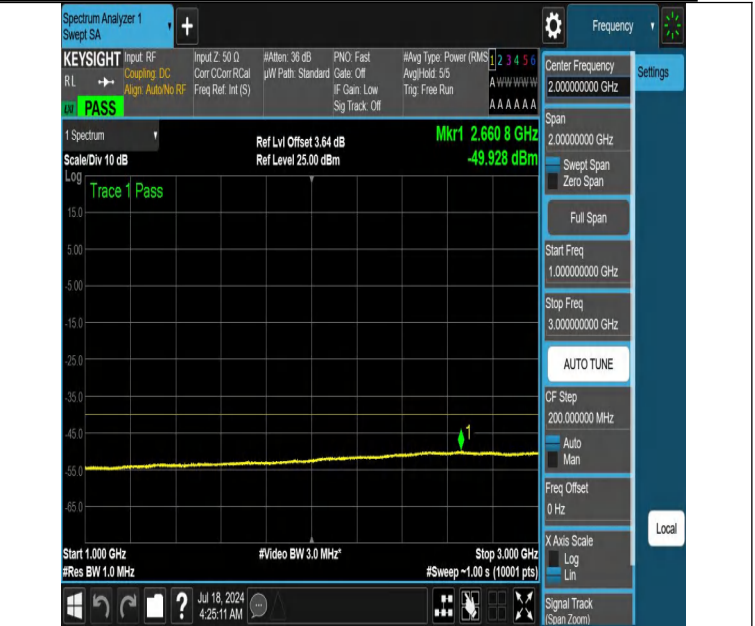 Spectrum Analyzer 1
Swept SA
+
Frequency
KEYSIGHT
RL
PASS
Input: RF
Coupling: DC
Align: Auto/No RF
Input Z: 50 Ω
Corr CCorr RCal
Freq Ref: Int (S)
#Atten: 36 dB
µW Path: Standard
PNO: Fast
Gate: Off
IF Gain: Low
Sig Track: Off
#Avg Type: Power (RMS
Avg|Hold: 5/5
Trig: Free Run
1 2 3 4 5 6
A W W W W W
A A A A A A
1 Spectrum
Scale/Div 10 dB
Log
Ref Lvl Offset 3.64 dB
Ref Level 25.00 dBm
Mkr1 2.660 8 GHz
-49.928 dBm
Trace 1 Pass
15.0
5.00
-5.00
-15.0
-25.0
-35.0
-45.0
-55.0
-65.0
1
Start 1.000 GHz
#Res BW 1.0 MHz
#Video BW 3.0 MHz*
Stop 3.000 GHz
#Sweep ~1.00 s (10001 pts)
Center Frequency
2.000000000 GHz
Settings
Span
2.00000000 GHz
Swept Span
Zero Span
Full Span
Start Freq
1.000000000 GHz
Stop Freq
3.000000000 GHz
AUTO TUNE
CF Step
200.000000 MHz
Auto
Man
Freq Offset
0 Hz
X Axis Scale
Log
Lin
Local
Signal Track
(Span Zoom)
?
Jul 18, 2024
4:25:11 AM